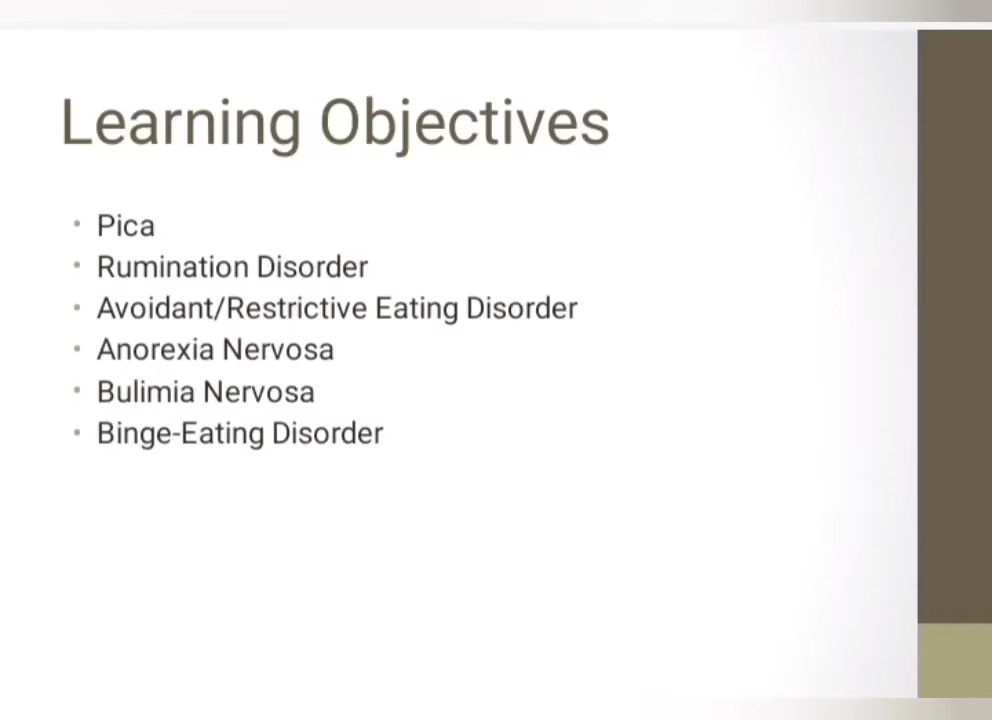 Learning Objectives
• Pica
• Rumination Disorder
• Avoidant/Restrictive Eating Disorder
• Anorexia Nervosa
• Bulimia Nervosa
• Binge-Eating Disorder